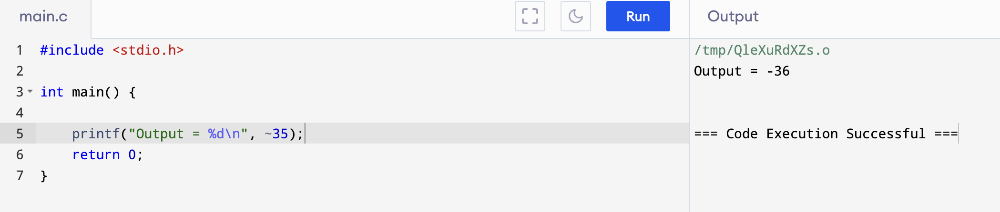 main.c
Run
1 #include <stdio.h>
2
3 int main() {
4
5     printf("Output = %d\n", ~35);
6     return 0;
7 }
Output
/tmp/QleXuRdXZs.o
Output = -36
=== Code Execution Successful ===